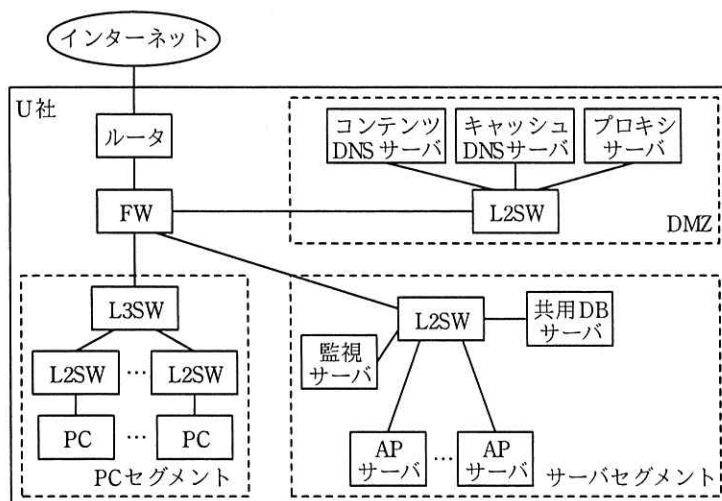 インターネット
U社
ルータ
コンテンツ
DNSサーバ
キャッシュ
DNSサーバ
プロキシ
サーバ
FW
L2SW
DMZ
L3SW
L2SW
…
L2SW
PC
…
PC
PCセグメント
L2SW
共用DB
サーバ
監視
サーバ
AP
サーバ
…
AP
サーバ
サーバセグメント